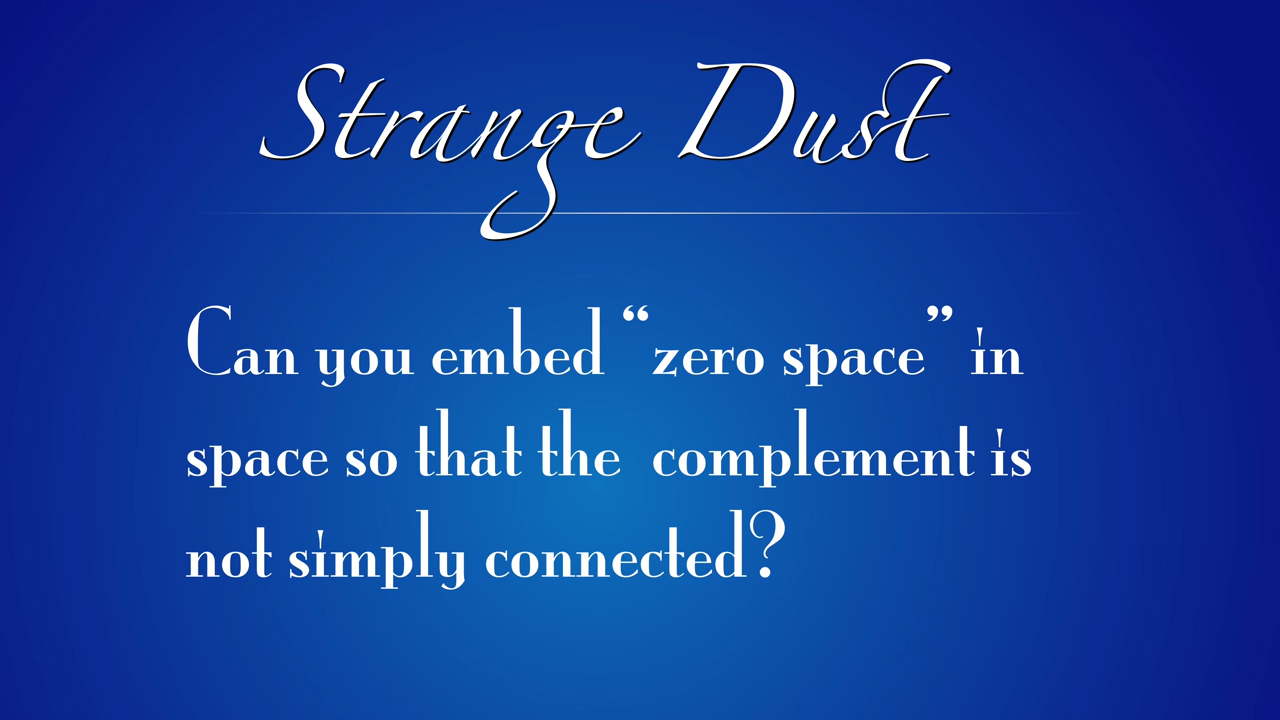 Strange Dust
Can you embed “zero space” in
space so that the complement is
not simply connected?